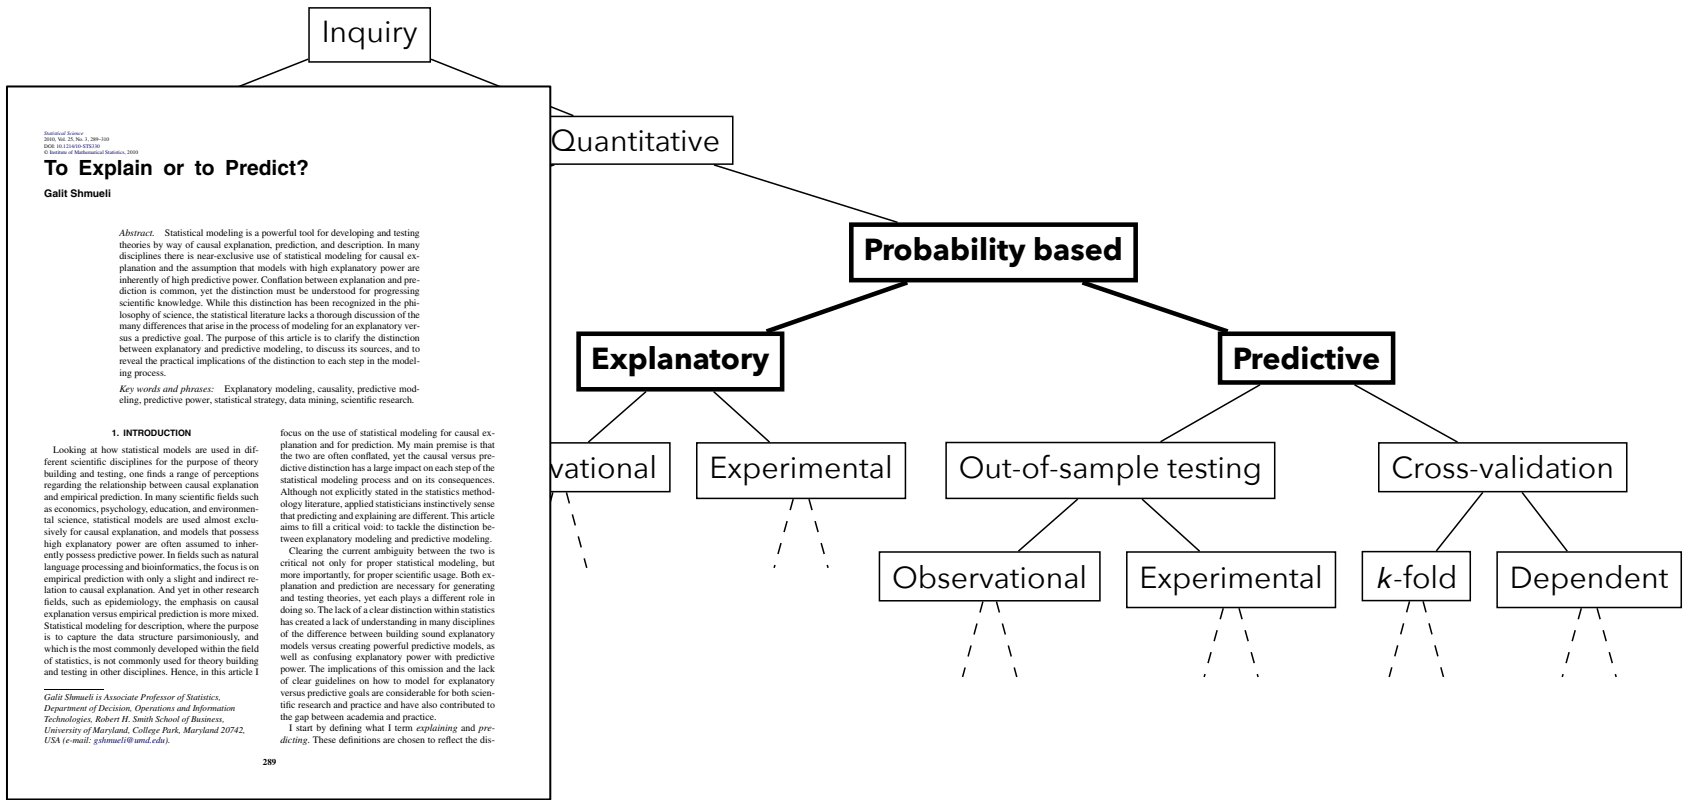 Inquiry
Quantitative
Probability based
Explanatory
Predictive
vational
Experimental
Out-of-sample testing
Cross-validation
Observational
Experimental
k-fold
Dependent
Statistical Science
2010, Vol. 25, No. 3, 289–310
DOI: 10.1214/10-STS330
© Institute of Mathematical Statistics, 2010
To Explain or to Predict?
Galit Shmueli
Abstract. Statistical modeling is a powerful tool for developing and testing
theories by way of causal explanation, prediction, and description. In many
disciplines there is near-exclusive use of statistical modeling for causal ex-
planation and the assumption that models with high explanatory power are
inherently of high predictive power. Conflation between explanation and pre-
diction is common, yet the distinction must be understood for progressing
scientific knowledge. While this distinction has been recognized in the phi-
losophy of science, the statistical literature lacks a thorough discussion of the
many differences that arise in the process of modeling for an explanatory ver-
sus a predictive goal. The purpose of this article is to clarify the distinction
between explanatory and predictive modeling, to discuss its sources, and to
reveal the practical implications of the distinction to each step in the model-
ing process.
Key words and phrases: Explanatory modeling, causality, predictive mod-
eling, predictive power, statistical strategy, data mining, scientific research.
1. INTRODUCTION
Looking at how statistical models are used in dif-
ferent scientific disciplines for the purpose of theory
building and testing, one finds a range of perceptions
regarding the relationship between causal explanation
and empirical prediction. In many scientific fields such
as economics, psychology, education, and environmen-
tal science, statistical models are used almost exclu-
sively for causal explanation, and models that possess
high explanatory power are often assumed to inher-
ently possess predictive power. In fields such as natural
language processing and bioinformatics, the focus is on
empirical prediction with only a slight and indirect re-
lation to causal explanation. And yet in other research
fields, such as epidemiology, the emphasis on causal
explanation versus empirical prediction is more mixed.
Statistical modeling for description, where the purpose
is to capture the data structure parsimoniously, and
which is the most commonly developed within the field
of statistics, is not commonly used for theory building
and testing in other disciplines. Hence, in this article I
Galit Shmueli is Associate Professor of Statistics,
Department of Decision, Operations and Information
Technologies, Robert H. Smith School of Business,
University of Maryland, College Park, Maryland 20742,
USA (e-mail: gshmueli@umd.edu).
focus on the use of statistical modeling for causal ex-
planation and for prediction. My main premise is that
the two are often conflated, yet the causal versus pre-
dictive distinction has a large impact on each step of the
statistical modeling process and on its consequences.
Although not explicitly stated in the statistics method-
ology literature, applied statisticians instinctively sense
that predicting and explaining are different. This article
aims to fill a critical void: to tackle the distinction be-
tween explanatory modeling and predictive modeling.
Clearing the current ambiguity between the two is
critical not only for proper statistical modeling, but
more importantly, for proper scientific usage. Both ex-
planation and prediction are necessary for generating
and testing theories, yet each plays a different role in
doing so. The lack of a clear distinction within statistics
has created a lack of understanding in many disciplines
of the difference between building sound explanatory
models versus creating powerful predictive models, as
well as confusing explanatory power with predictive
power. The implications of this omission and the lack
of clear guidelines on how to model for explanatory
versus predictive goals are considerable for both scien-
tific research and practice and have also contributed to
the gap between academia and practice.
I start by defining what I term explaining and pre-
dicting. These definitions are chosen to reflect the dis-
289